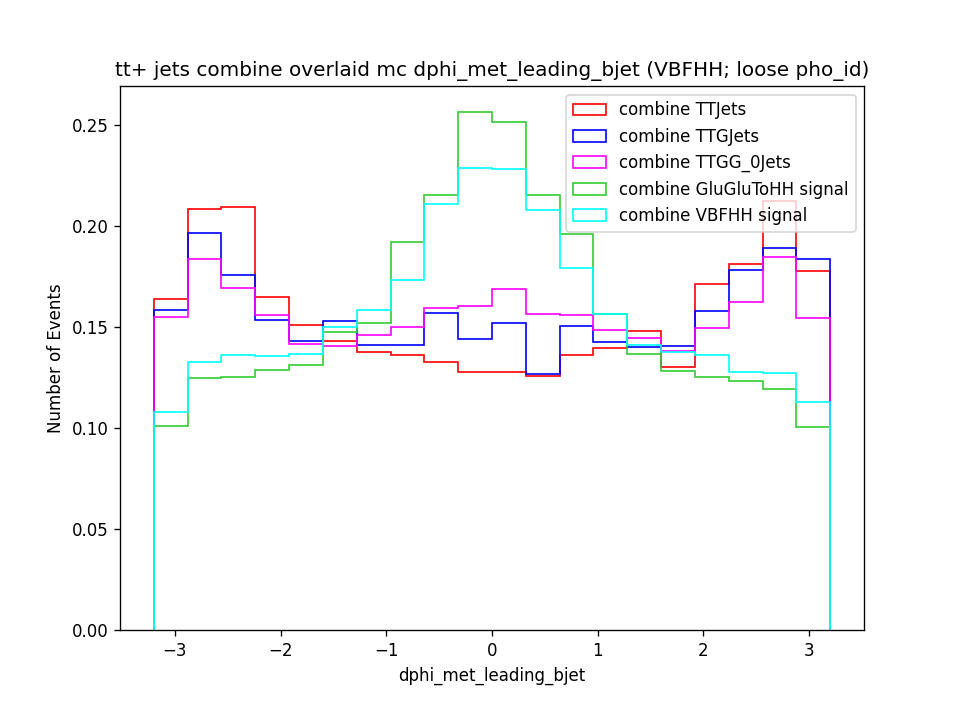 tt+ jets combine overlaid mc dphi_met_leading_bjet (VBFHH; loose pho_id)
combine TTJets
combine TTGJets
combine TTGG_0Jets
combine GluGluToHH signal
combine VBFHH signal
0.25
0.20
0.15
0.10
0.05
0.00
Number of Events
−3 −2 −1 0 1 2 3
dphi_met_leading_bjet